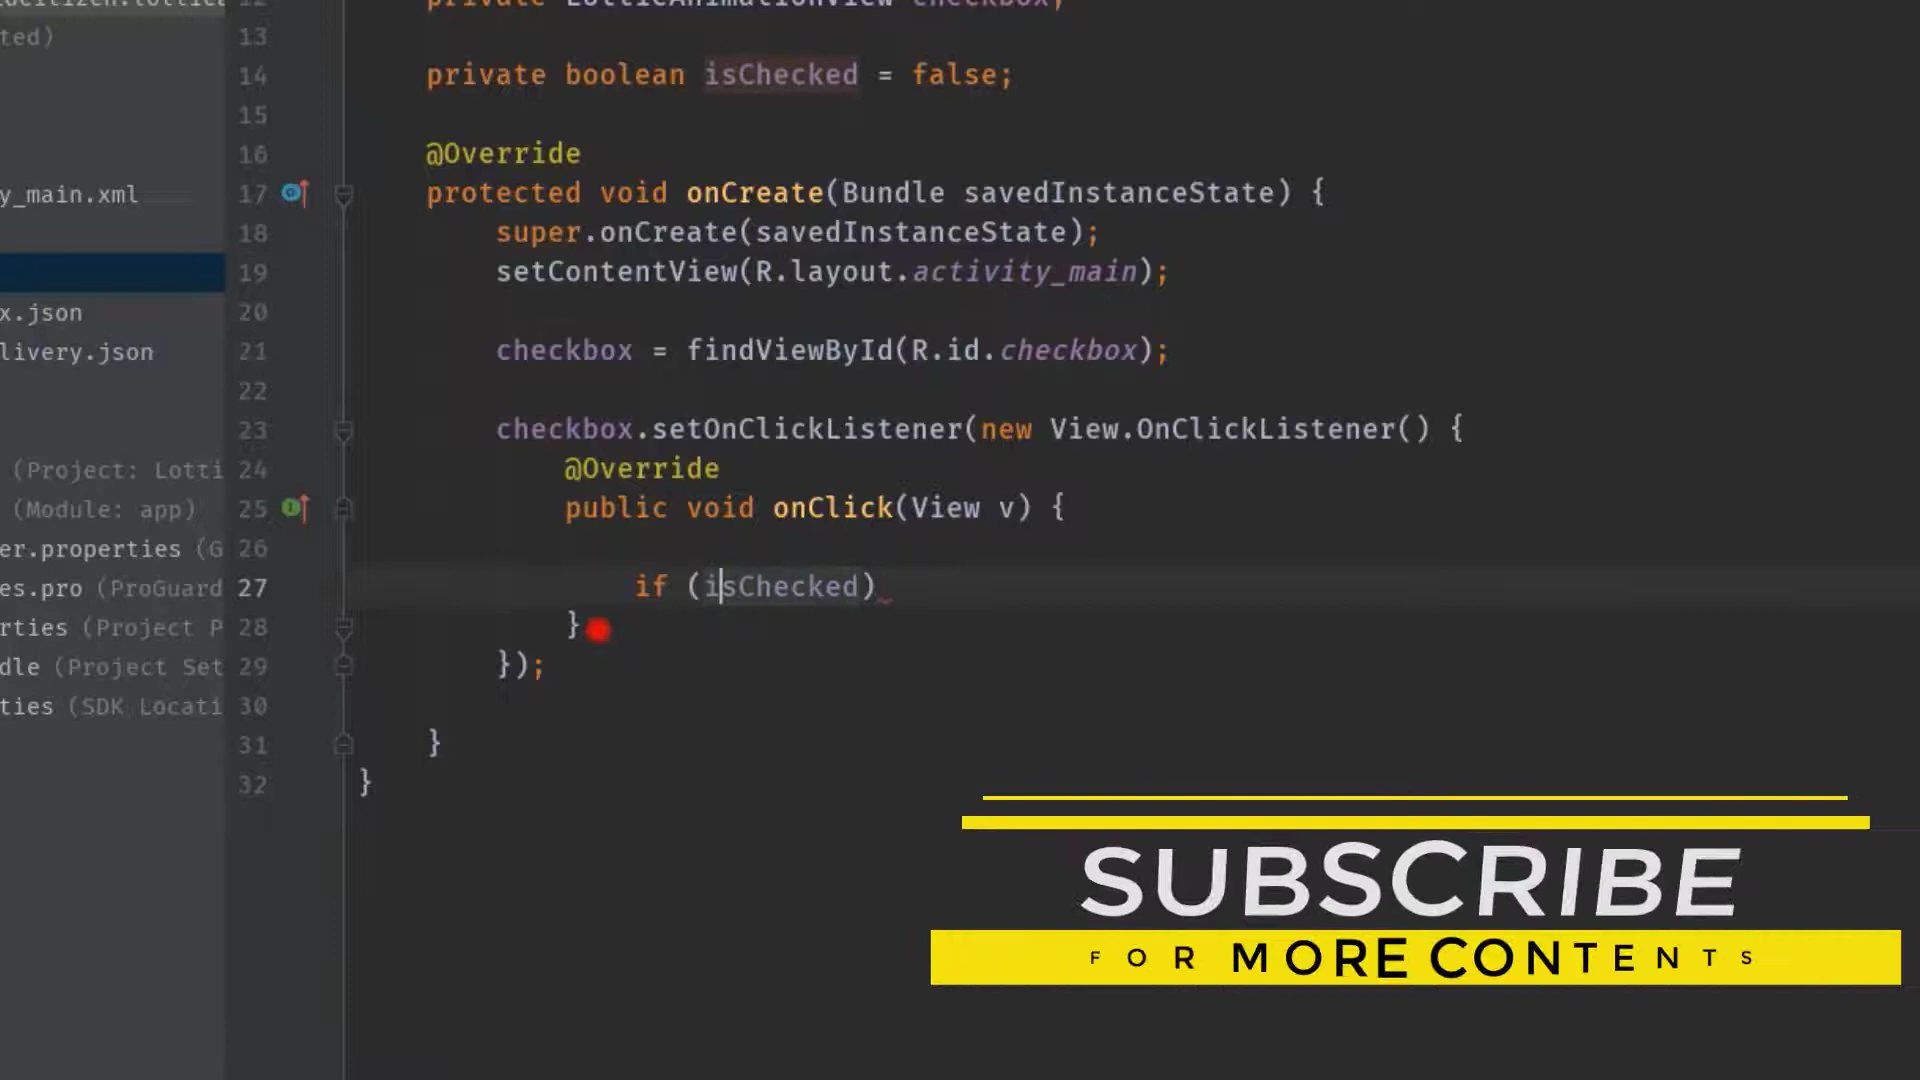 12 private LottieAnimationView checkbox;
ted) 13
14 private boolean isChecked = false;
15
16 @Override
y_main.xml 17 protected void onCreate(Bundle savedInstanceState) {
18 super.onCreate(savedInstanceState);
19 setContentView(R.layout.activity_main);
x.json 20
livery.json 21 checkbox = findViewById(R.id.checkbox);
22
23 checkbox.setOnClickListener(new View.OnClickListener() {
(Project: Lotti 24 @Override
(Module: app) 25 public void onClick(View v) {
er.properties (G 26
es.pro (ProGuard 27 if (isChecked)
rties (Project P 28 }
dle (Project Set 29 });
ties (SDK Locati 30
31 }
32 }
SUBSCRIBE
FOR MORE CONTENTS